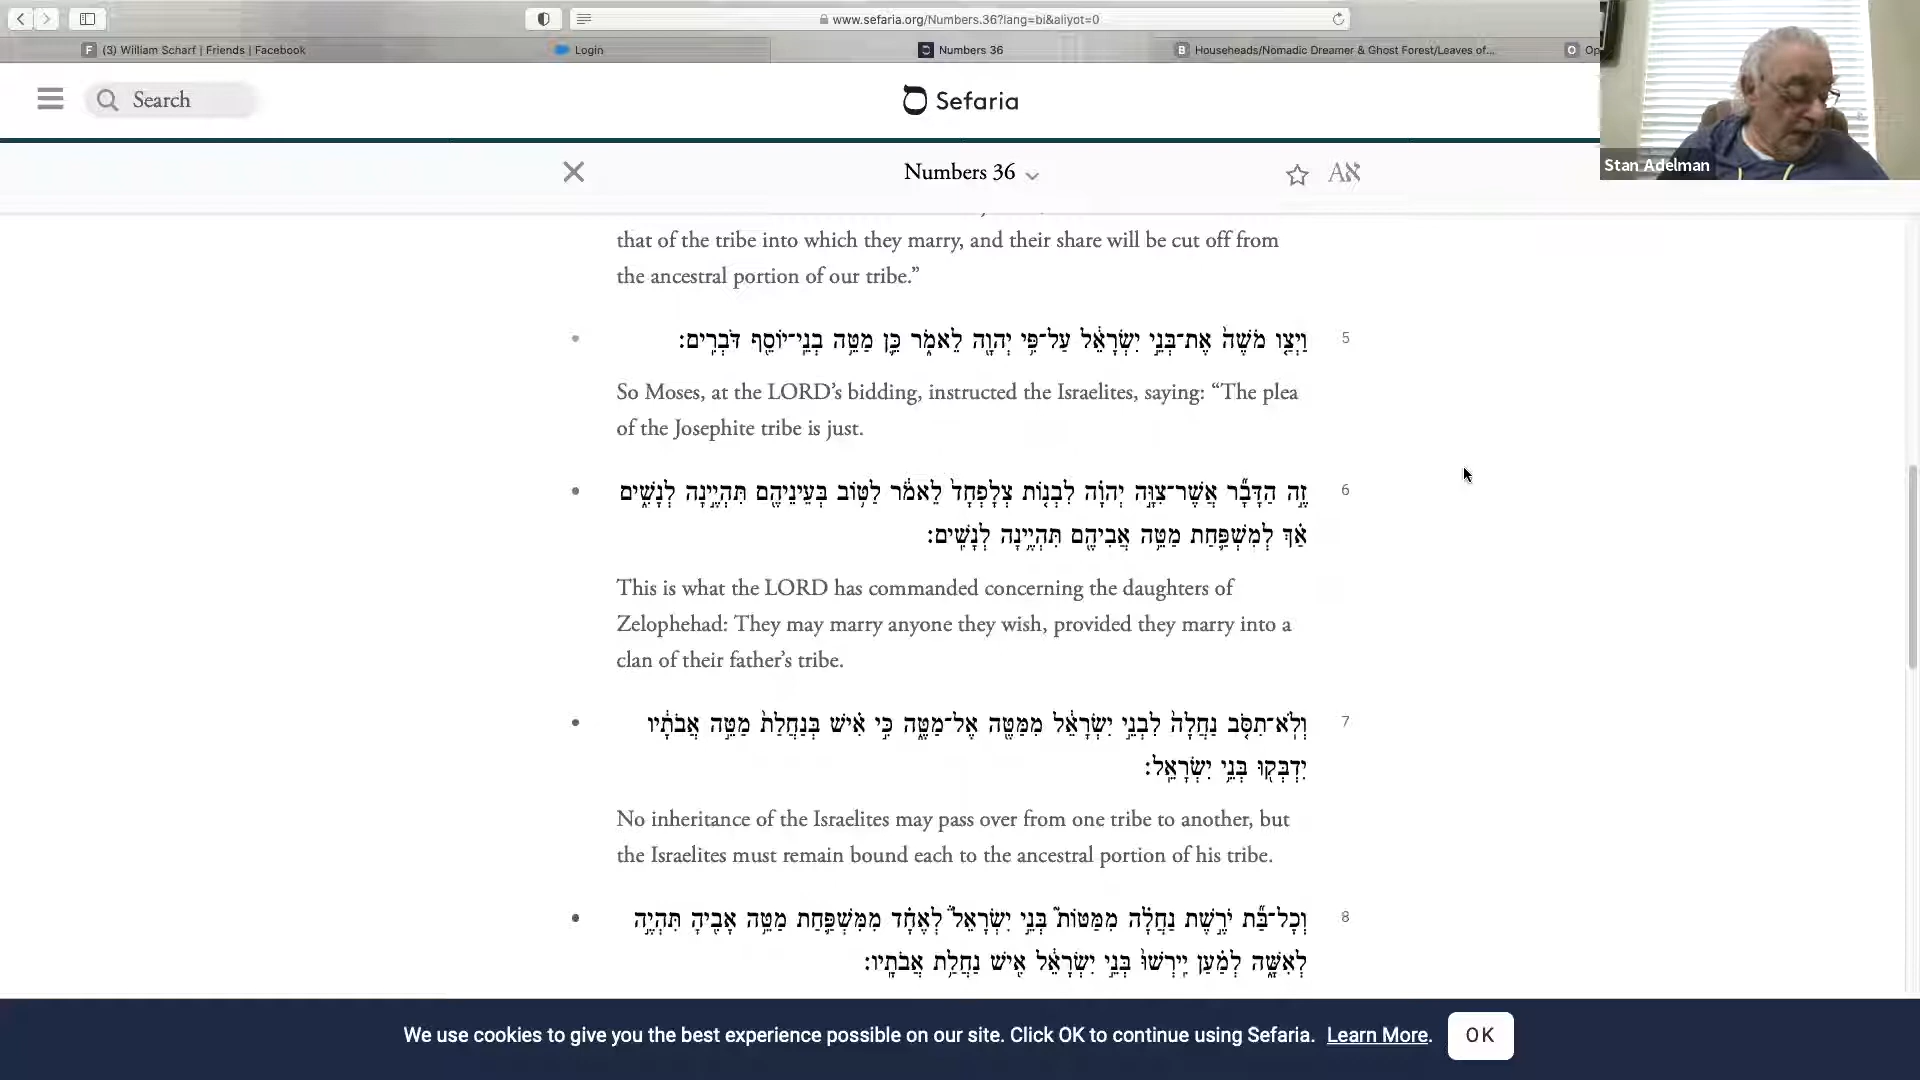 www.sefaria.org/Numbers.36?lang=bi&aliyot=0
(3) William Scharf | Friends | Facebook
Login
Numbers 36
Househeads/Nomadic Dreamer & Ghost Forest/Leaves of...
Search
Sefaria
Stan Adelman
Numbers 36
that of the tribe into which they marry, and their share will be cut off from
the ancestral portion of our tribe.”
5
וַיְצַ֤ו מֹשֶׁה֙ אֶת־בְּנֵ֣י יִשְׂרָאֵ֔ל עַל־פִּ֥י יְהוָ֖ה לֵאמֹ֑ר כֵּ֛ן מַטֵּ֥ה בְנֵֽי־יוֹסֵ֖ף דֹּבְרִֽים׃
So Moses, at the LORD’s bidding, instructed the Israelites, saying: “The plea
of the Josephite tribe is just.
6
זֶ֣ה הַדָּבָ֞ר אֲשֶׁר־צִוָּ֣ה יְהוָ֗ה לִבְנ֤וֹת צְלָפְחָד֙ לֵאמֹ֔ר לַטּ֥וֹב בְּעֵינֵיהֶ֖ם תִּהְיֶ֣ינָה לְנָשִׁ֑ים
אַ֗ךְ לְמִשְׁפַּ֛חַת מַטֵּ֥ה אֲבִיהֶ֖ם תִּהְיֶ֥ינָה לְנָשִֽׁים׃
This is what the LORD has commanded concerning the daughters of
Zelophehad: They may marry anyone they wish, provided they marry into a
clan of their father’s tribe.
7
וְלֹֽא־תִסֹּ֤ב נַחֲלָה֙ לִבְנֵ֣י יִשְׂרָאֵ֔ל מִמַּטֶּ֖ה אֶל־מַטֶּ֑ה כִּ֣י אִ֗ישׁ בְּנַחֲלַת֙ מַטֵּ֣ה אֲבֹתָ֔יו
יִדְבְּק֖וּ בְּנֵ֥י יִשְׂרָאֵֽל׃
No inheritance of the Israelites may pass over from one tribe to another, but
the Israelites must remain bound each to the ancestral portion of his tribe.
8
וְכָל־בַּ֞ת יֹרֶ֣שֶׁת נַחֲלָ֗ה מִמַּטּוֹת֮ בְּנֵ֣י יִשְׂרָאֵל֒ לְאֶחָ֗ד מִמִּשְׁפַּ֛חַת מַטֵּ֥ה אָבִ֖יהָ תִּהְיֶ֣ה
לְאִשָּׁ֑ה לְמַ֗עַן יִֽירְשׁוּ֙ בְּנֵ֣י יִשְׂרָאֵ֔ל אִ֖ישׁ נַחֲלַ֥ת אֲבֹתָֽיו׃
We use cookies to give you the best experience possible on our site. Click OK to continue using Sefaria. Learn More.
OK